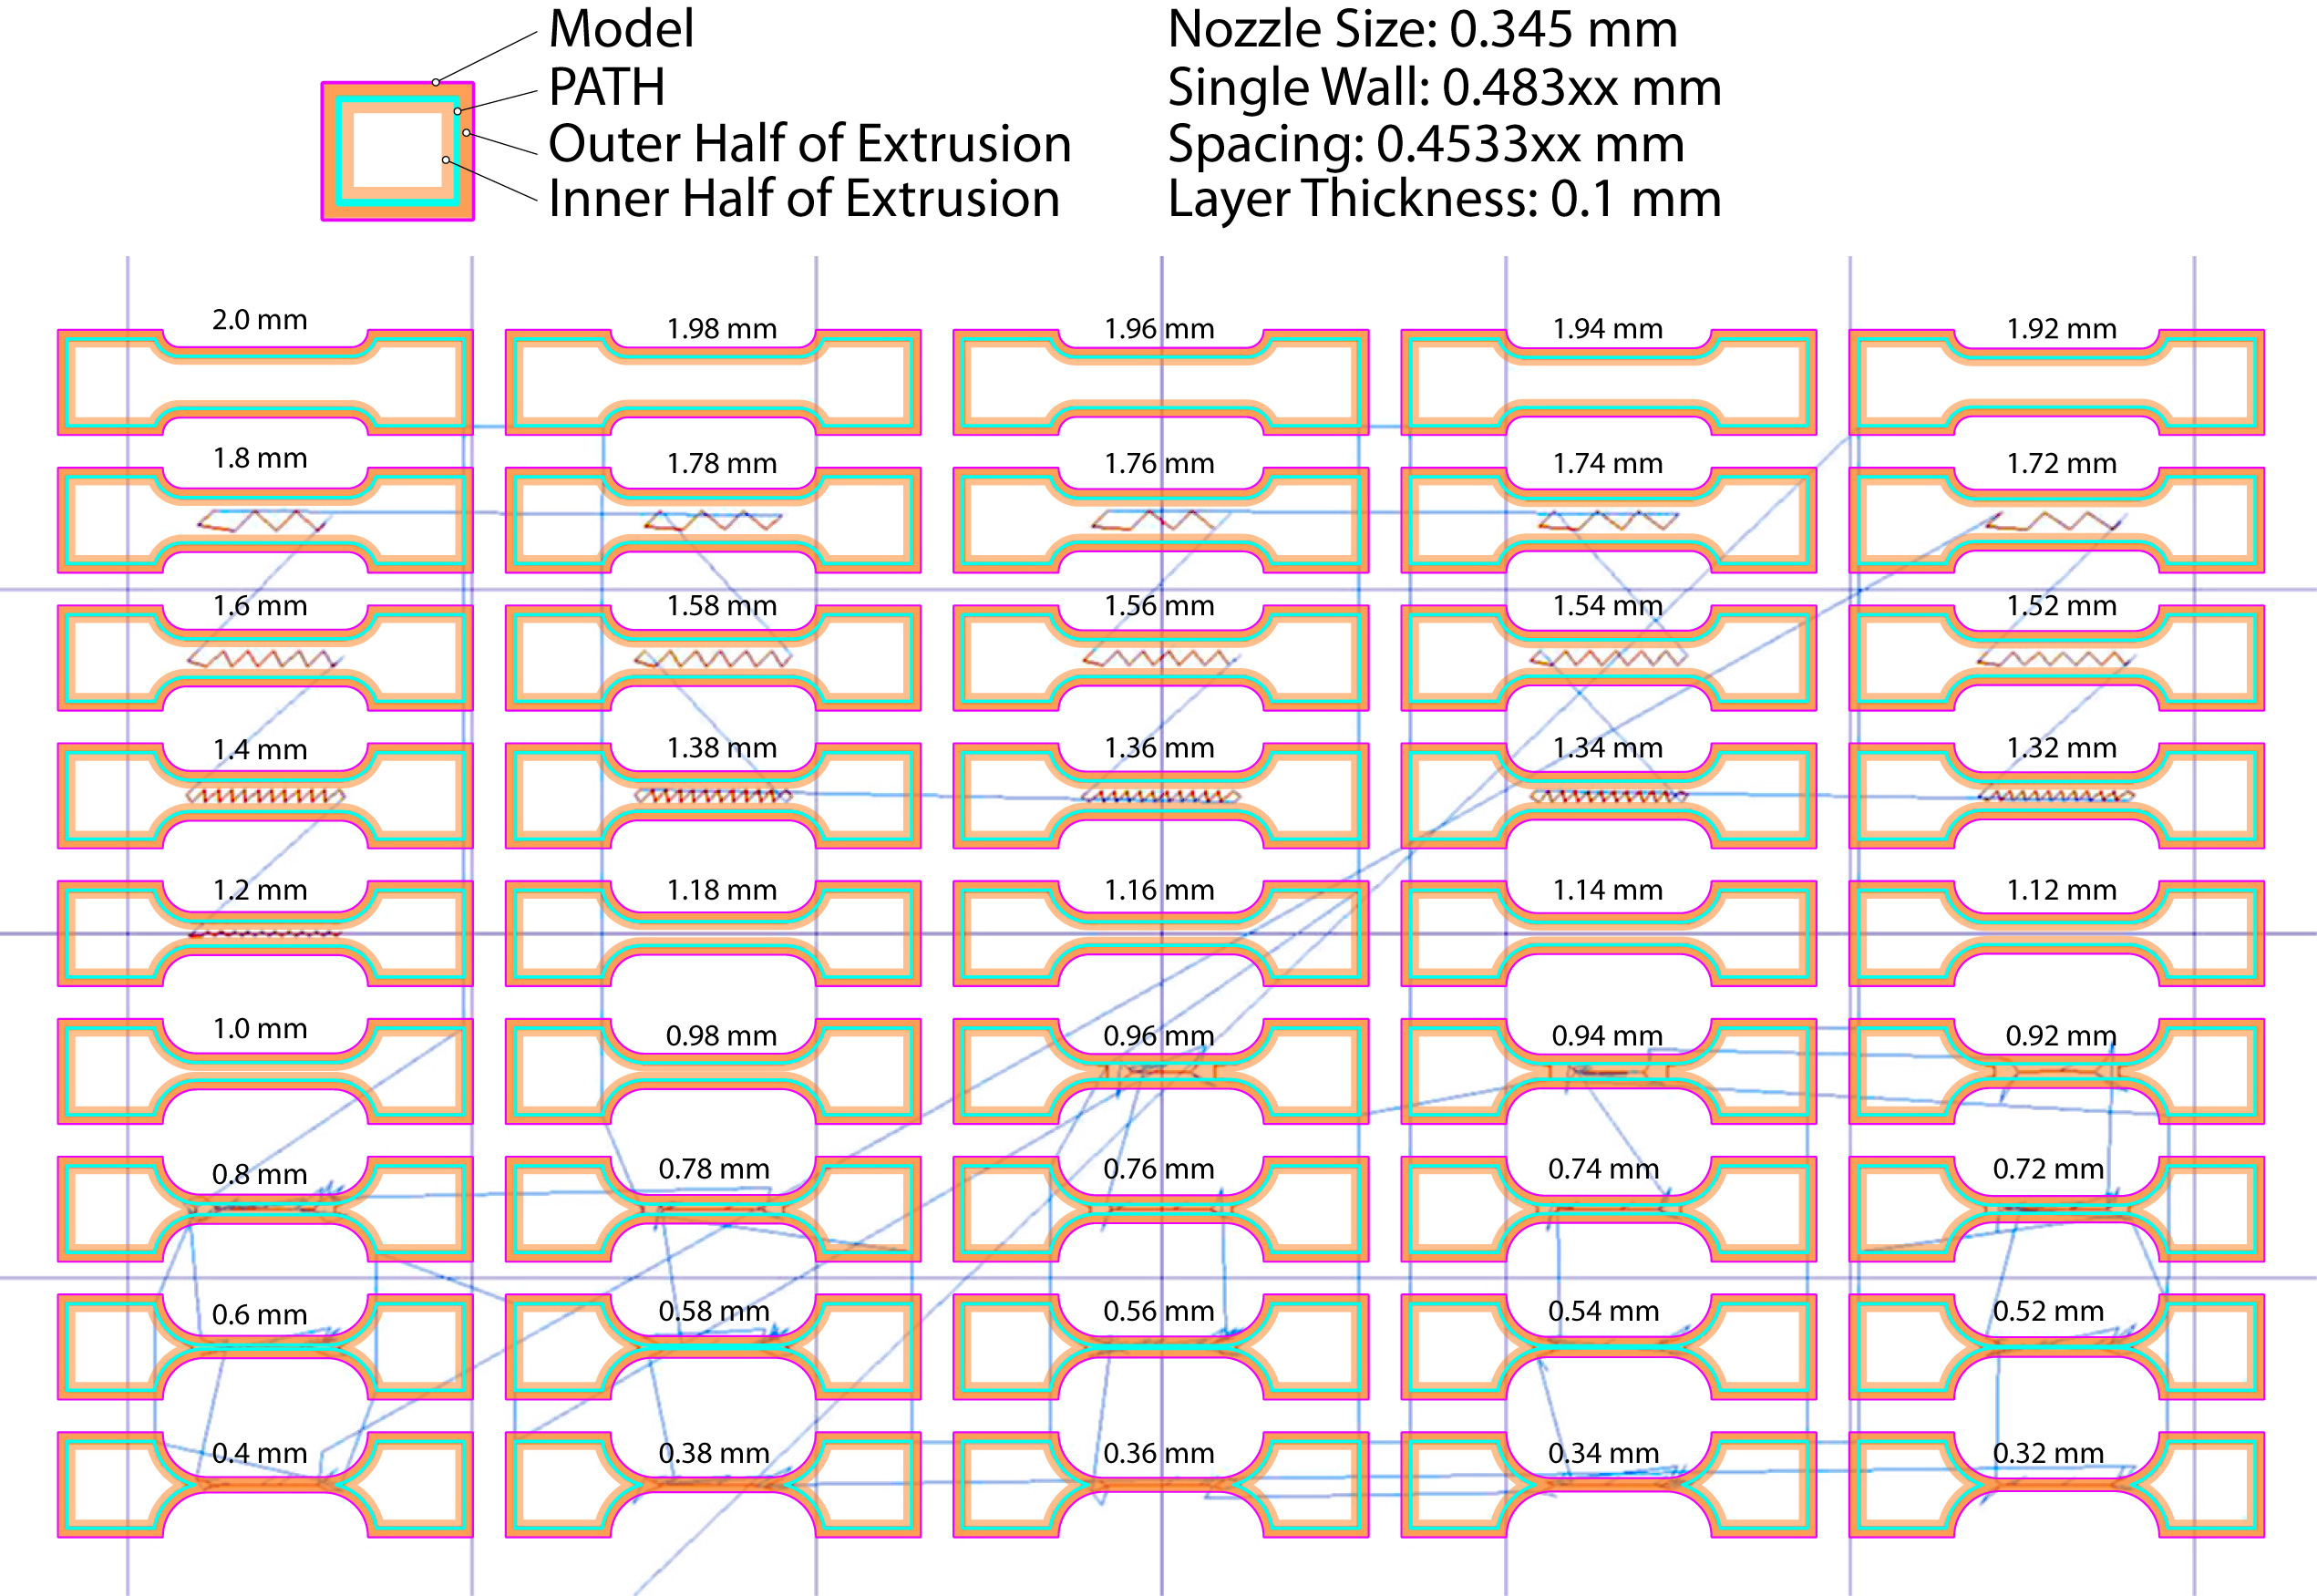 Model
PATH
Outer Half of Extrusion
Inner Half of Extrusion
Nozzle Size: 0.345 mm
Single Wall: 0.483xx mm
Spacing: 0.4533xx mm
Layer Thickness: 0.1 mm
2.0 mm 1.98 mm 1.96 mm 1.94 mm 1.92 mm
1.8 mm 1.78 mm 1.76 mm 1.74 mm 1.72 mm
1.6 mm 1.58 mm 1.56 mm 1.54 mm 1.52 mm
1.4 mm 1.38 mm 1.36 mm 1.34 mm 1.32 mm
1.2 mm 1.18 mm 1.16 mm 1.14 mm 1.12 mm
1.0 mm 0.98 mm 0.96 mm 0.94 mm 0.92 mm
0.8 mm 0.78 mm 0.76 mm 0.74 mm 0.72 mm
0.6 mm 0.58 mm 0.56 mm 0.54 mm 0.52 mm
0.4 mm 0.38 mm 0.36 mm 0.34 mm 0.32 mm